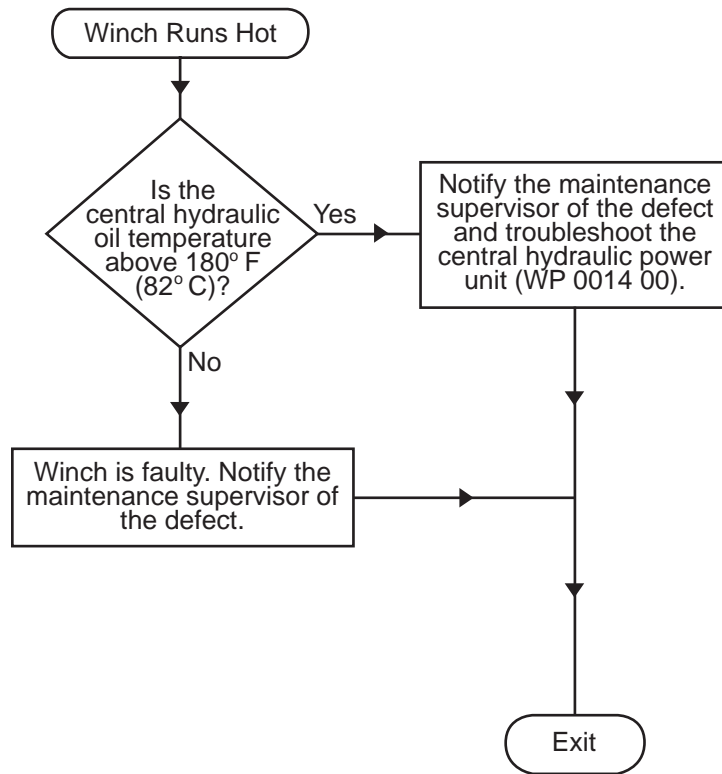 Winch Runs Hot
Is the
central hydraulic
oil temperature
above 180º F
(82º C)?
Yes
Notify the maintenance
supervisor of the defect
and troubleshoot the
central hydraulic power
unit (WP 0014 00).
No
Winch is faulty. Notify the
maintenance supervisor of
the defect.
Exit